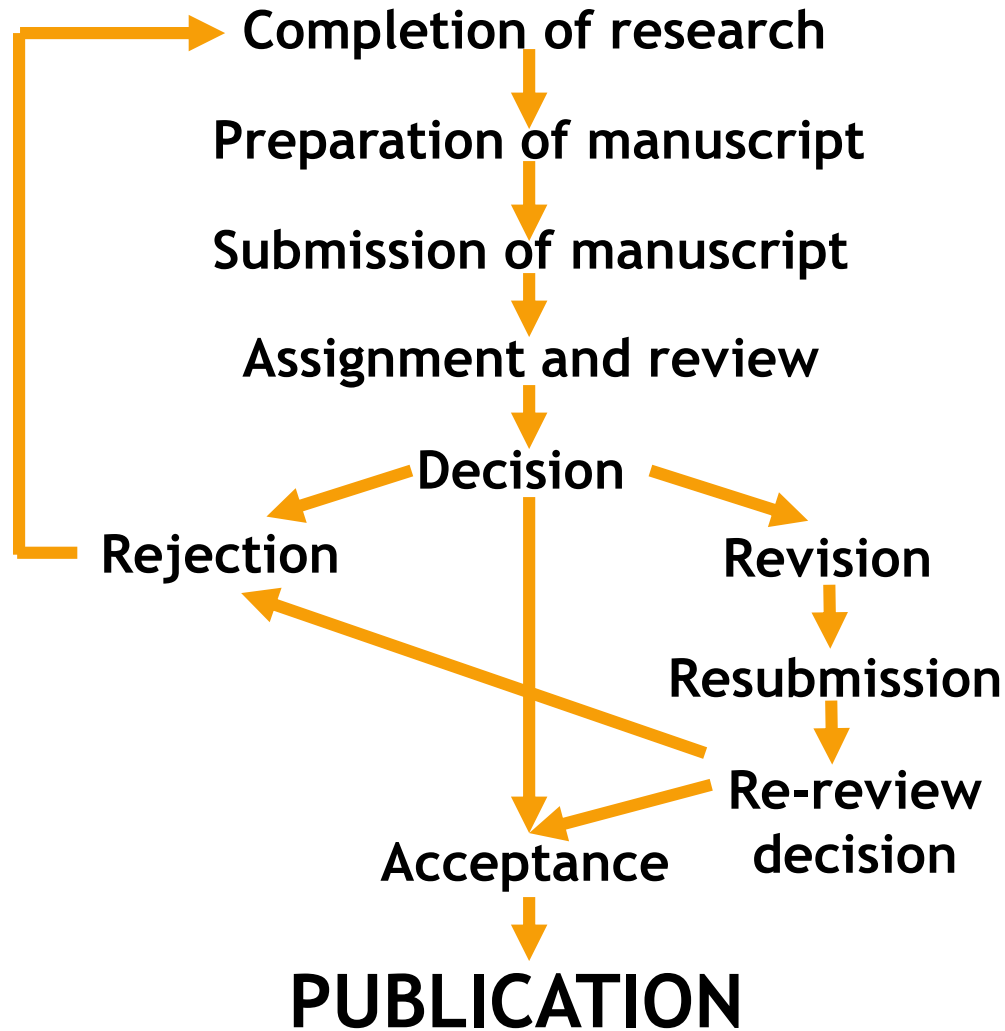 Completion of research
Preparation of manuscript
Submission of manuscript
Assignment and review
Decision
Rejection
Revision
Resubmission
Re-review
decision
Acceptance
PUBLICATION